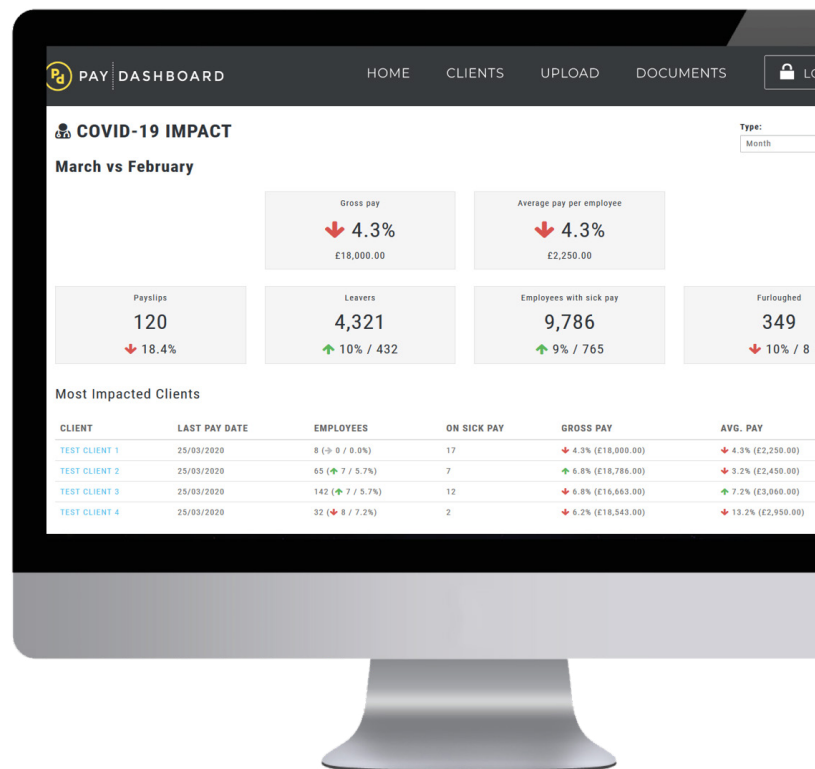 Pd PAY DASHBOARD HOME CLIENTS UPLOAD DOCUMENTS
COVID-19 IMPACT
Type:
Month
March vs February
Gross pay Average pay per employee
4.3% 4.3%
£18,000.00 £2,250.00
Payslips Leavers Employees with sick pay Furloughed
120 4,321 9,786 349
18.4% 10% / 432 9% / 765 10% / 8
Most Impacted Clients
CLIENT LAST PAY DATE EMPLOYEES ON SICK PAY GROSS PAY AVG. PAY
TEST CLIENT 1 25/03/2020 8 (→ 0 / 0.0%) 17 ↓ 4.3% (£18,000.00) ↓ 4.3% (£2,250.00)
TEST CLIENT 2 25/03/2020 65 (↑ 7 / 5.7%) 7 ↑ 6.8% (£18,786.00) ↓ 3.2% (£2,450.00)
TEST CLIENT 3 25/03/2020 142 (↑ 7 / 5.7%) 12 ↓ 6.8% (£16,663.00) ↑ 7.2% (£3,060.00)
TEST CLIENT 4 25/03/2020 32 (↓ 8 / 7.2%) 2 ↓ 6.2% (£18,543.00) ↓ 13.2% (£2,950.00)